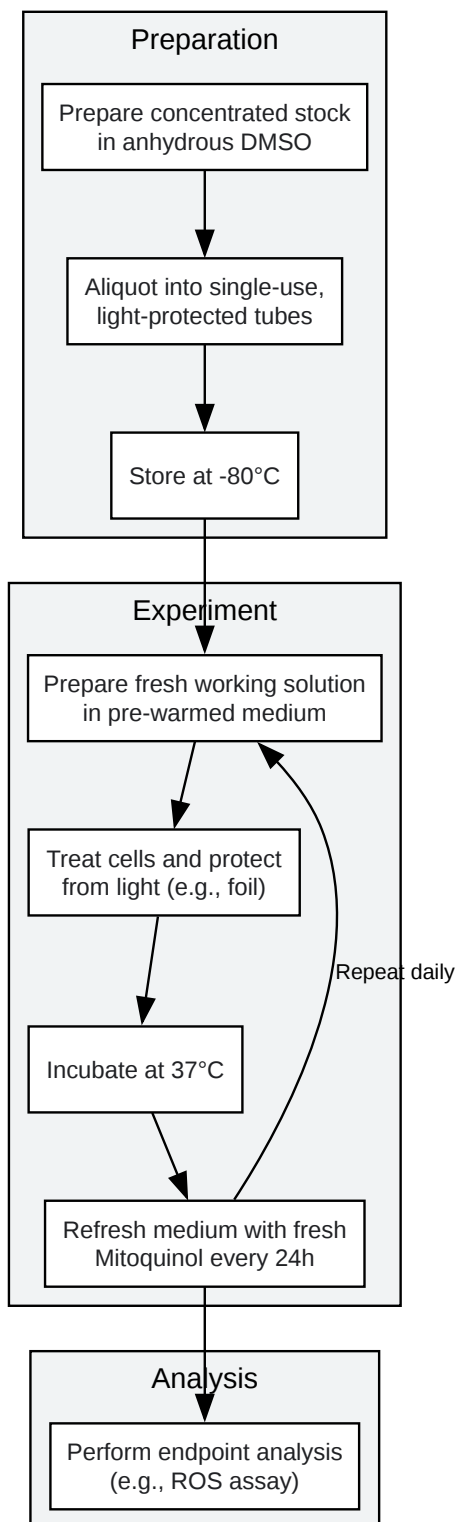 Preparation
Prepare concentrated stock
in anhydrous DMSO
Aliquot into single-use,
light-protected tubes
Store at -80°C
Experiment
Prepare fresh working solution
in pre-warmed medium
Treat cells and protect
from light (e.g., foil)
Repeat daily
Incubate at 37°C
Refresh medium with fresh
Mitoquinol every 24h
Analysis
Perform endpoint analysis
(e.g., ROS assay)